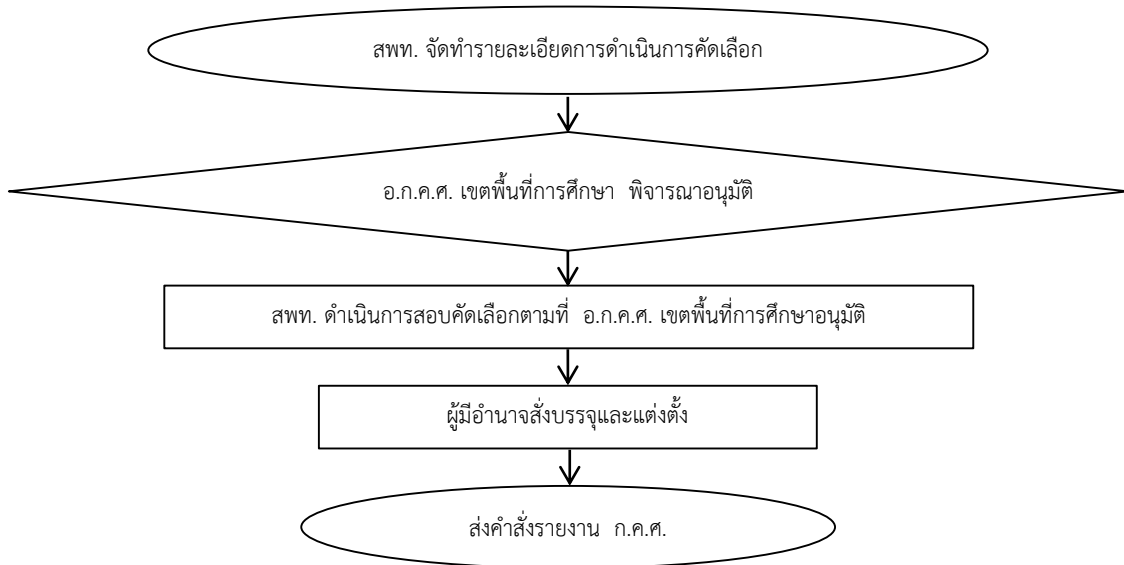 สพท. จัดทำรายละเอียดการดำเนินการคัดเลือก
อ.ก.ค.ศ. เขตพื้นที่การศึกษา พิจารณาอนุมัติ
สพท. ดำเนินการสอบคัดเลือกตามที่ อ.ก.ค.ศ. เขตพื้นที่การศึกษาอนุมัติ
ผู้มีอำนาจสั่งบรรจุและแต่งตั้ง
ส่งคำสั่งรายงาน ก.ค.ศ.